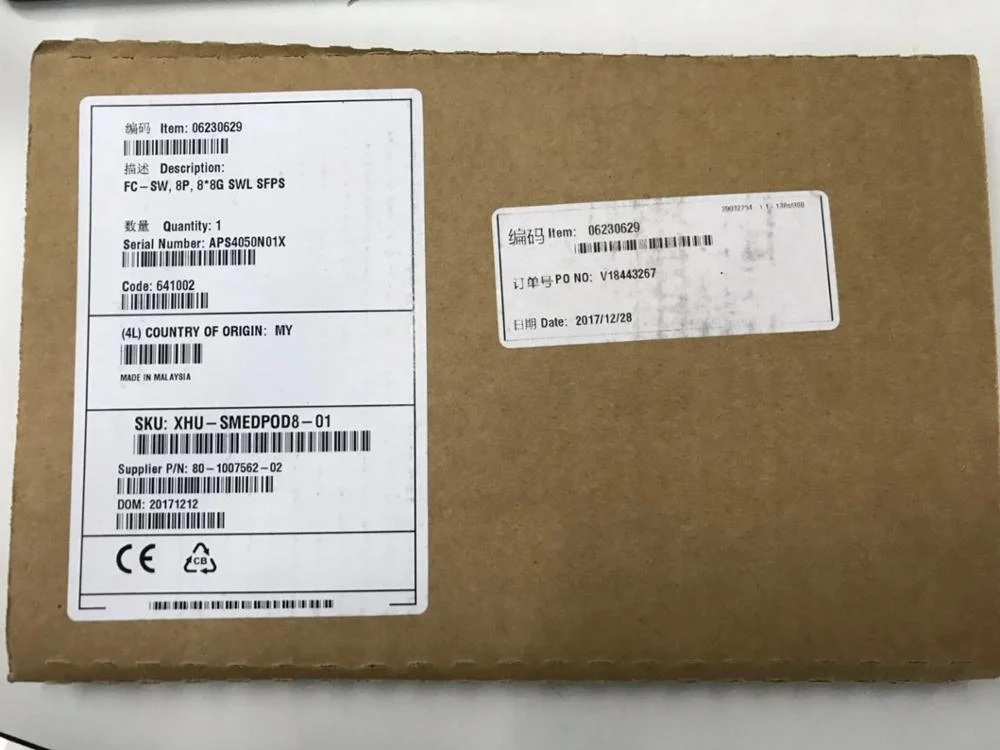 编码 Item: 06230629
描述 Description:
FC-SW, 8P, 8*8G SWL SFPS
数量 Quantity: 1
Serial Number: APS4050N01X
Code: 641002
(4L) COUNTRY OF ORIGIN: MY
MADE IN MALAYSIA
SKU: XHU-SMEDPOD8-01
Supplier P/N: 80-1007562-02
DOM: 20171212
CE CB
编码 Item: 06230629
订单号 PO NO: V18443267
日期 Date: 2017/12/28